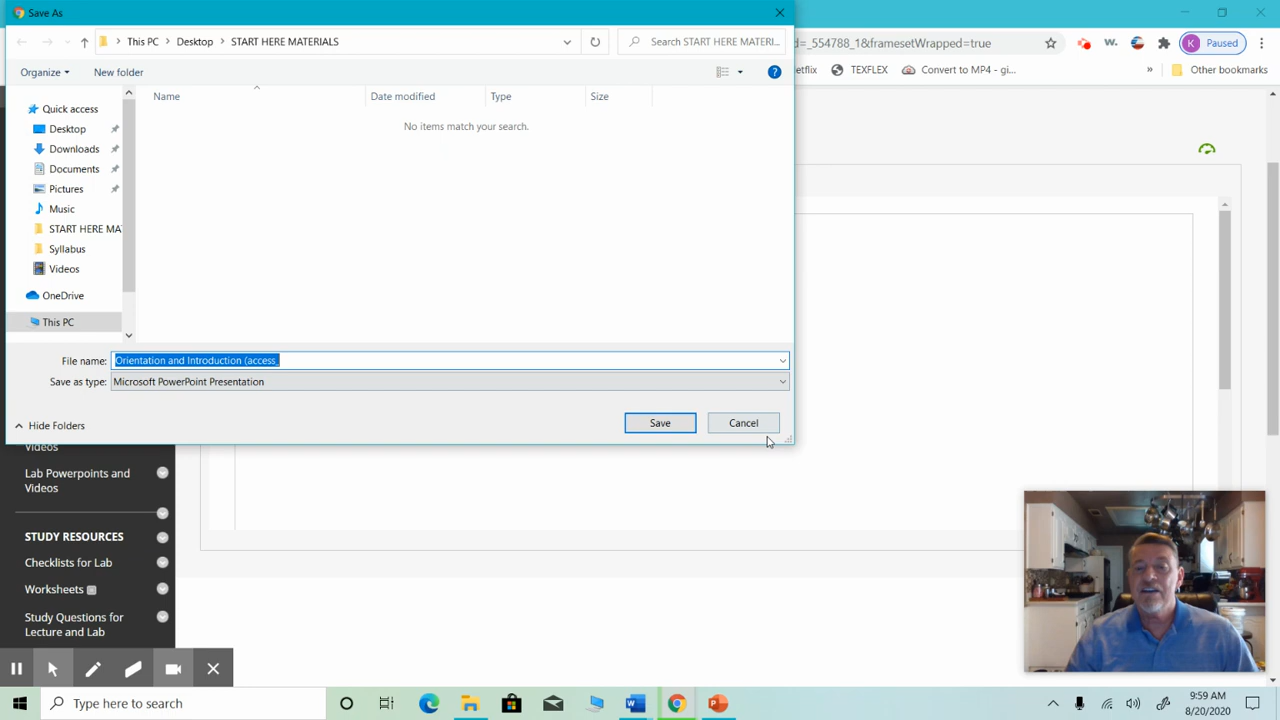 Save As
This PC
Desktop
START HERE MATERIALS
Search START HERE MATERI...
d=_554788_1&framesetWrapped=true
Paused
K
Organize
New folder
etflix
TEXFLEX
Convert to MP4 - gi...
Other bookmarks
Name
Date modified
Type
Size
No items match your search.
Quick access
Desktop
Downloads
Documents
Pictures
Music
START HERE MA
Syllabus
Videos
OneDrive
This PC
File name:
Orientation and Introduction (access_
Save as type:
Microsoft PowerPoint Presentation
Hide Folders
Save
Cancel
Videos
Lab Powerpoints and
Videos
STUDY RESOURCES
Checklists for Lab
Worksheets
Study Questions for
Lecture and Lab
Type here to search
9:59 AM
8/20/2020